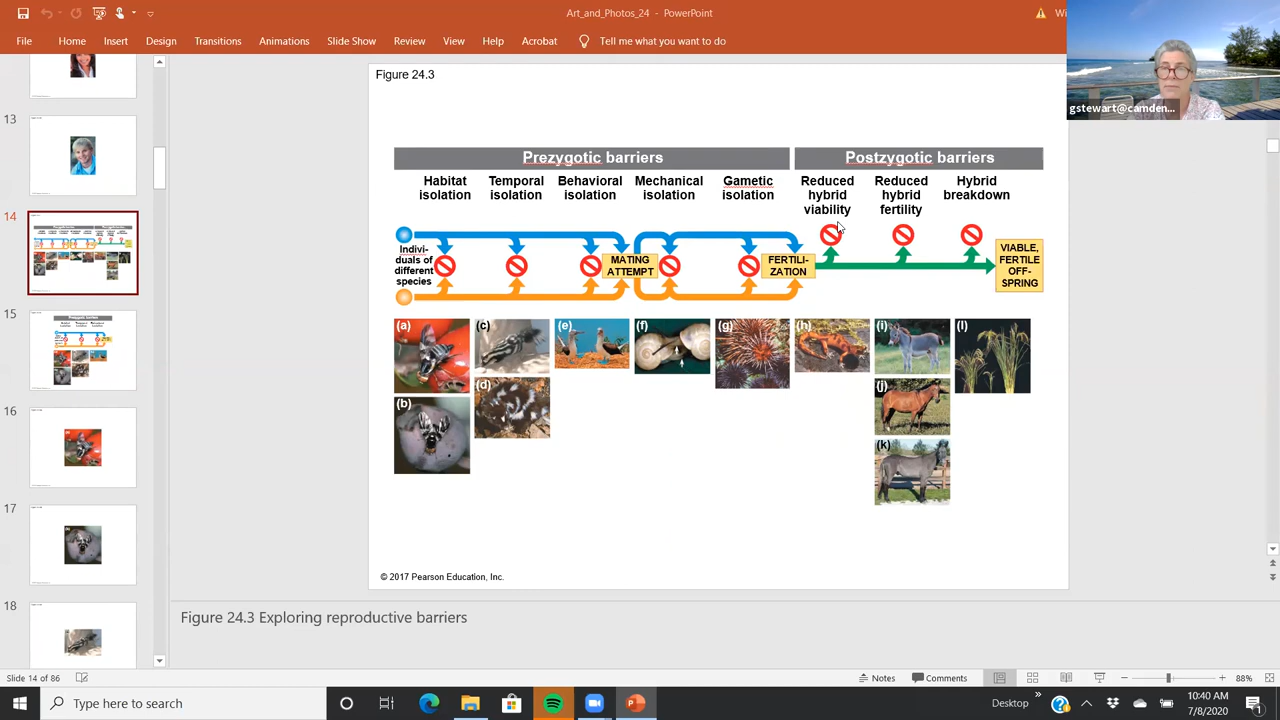 Art_and_Photos_24 - PowerPoint
Wi
File Home Insert Design Transitions Animations Slide Show Review View Help Acrobat Tell me what you want to do
gstewart@camden...
13
14
15
16
17
18
Figure 24.3
Prezygotic barriers
Postzygotic barriers
Habitat
isolation
Temporal
isolation
Behavioral
isolation
Mechanical
isolation
Gametic
isolation
Reduced
hybrid
viability
Reduced
hybrid
fertility
Hybrid
breakdown
Indivi-
duals of
different
species
MATING
ATTEMPT
FERTILI-
ZATION
VIABLE,
FERTILE
OFF-
SPRING
(a)
(b)
(c)
(d)
(e)
(f)
(g)
(h)
(i)
(j)
(k)
(l)
© 2017 Pearson Education, Inc.
Figure 24.3 Exploring reproductive barriers
Slide 14 of 86
Notes
Comments
88%
Type here to search
Desktop
10:40 AM
7/8/2020